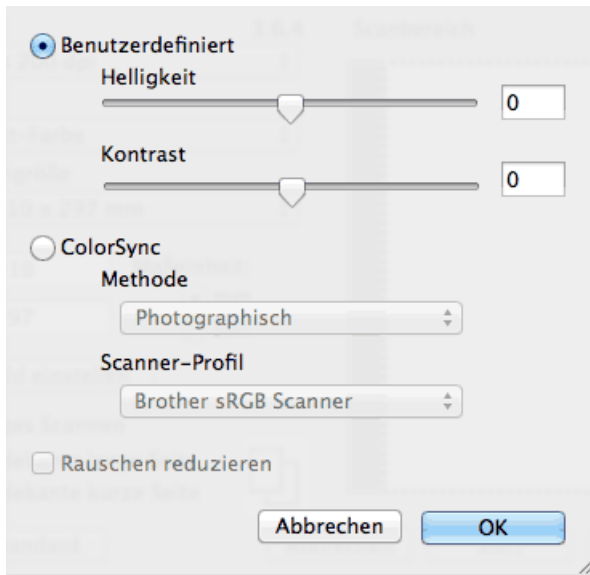 Benutzerdefiniert
Helligkeit
0
Kontrast
0
ColorSync
Methode
Photographisch
Scanner-Profil
Brother sRGB Scanner
Rauschen reduzieren
Abbrechen
OK